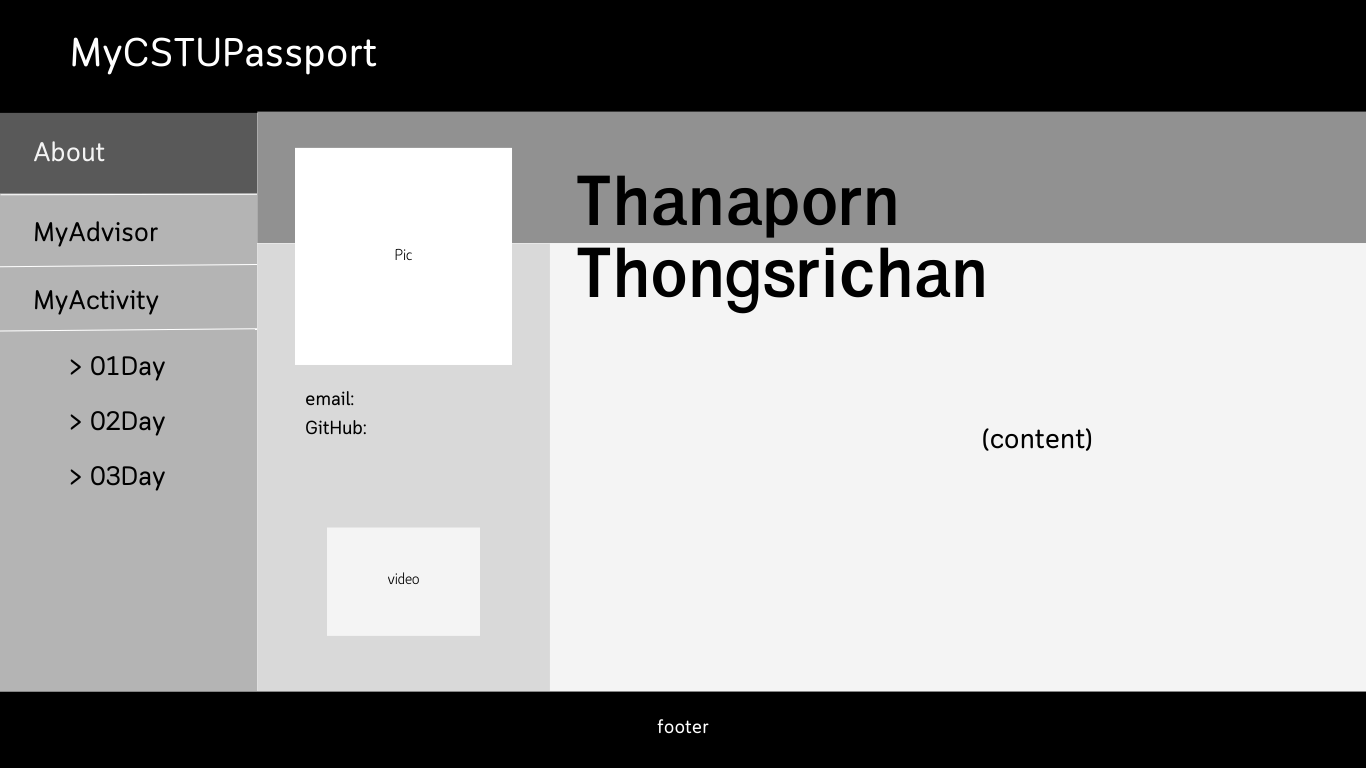 MyCSTUPassport
About
MyAdvisor
MyActivity
> 01Day
> 02Day
> 03Day
Pic
email:
GitHub:
video
Thanaporn
Thongsrichan
(content)
footer